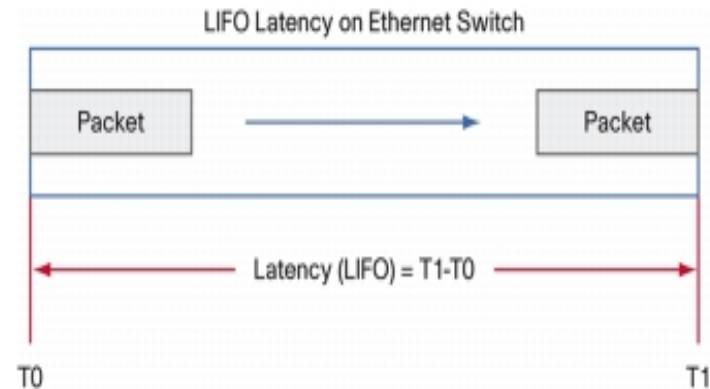 LIFO Latency on Ethernet Switch
Packet
Packet
Latency (LIFO) = T1-T0
T0
T1